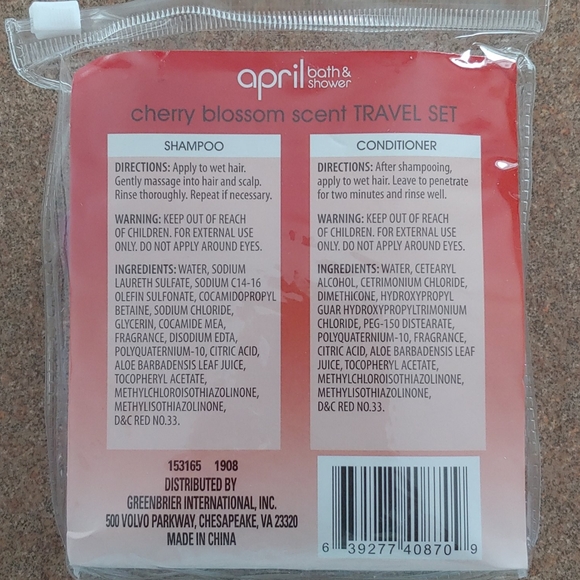 april bath & shower
cherry blossom scent TRAVEL SET
SHAMPOO
DIRECTIONS: Apply to wet hair.
Gently massage into hair and scalp.
Rinse thoroughly. Repeat if necessary.
WARNING: KEEP OUT OF REACH
OF CHILDREN. FOR EXTERNAL USE
ONLY. DO NOT APPLY AROUND EYES.
INGREDIENTS: WATER, SODIUM
LAURETH SULFATE, SODIUM C14-16
OLEFIN SULFONATE, COCAMIDOPROPYL
BETAINE, SODIUM CHLORIDE,
GLYCERIN, COCAMIDE MEA,
FRAGRANCE, DISODIUM EDTA,
POLYQUATERNIUM-10, CITRIC ACID,
ALOE BARBADENSIS LEAF JUICE,
TOCOPHERYL ACETATE,
METHYLCHLOROISOTHIAZOLINONE,
METHYLISOTHIAZOLINONE,
D&C RED NO.33.
CONDITIONER
DIRECTIONS: After shampooing,
apply to wet hair. Leave to penetrate
for two minutes and rinse well.
WARNING: KEEP OUT OF REACH
OF CHILDREN. FOR EXTERNAL USE
ONLY. DO NOT APPLY AROUND EYES.
INGREDIENTS: WATER, CETEARYL
ALCOHOL, CETRIMONIUM CHLORIDE,
DIMETHICONE, HYDROXYPROPYL
GUAR HYDROXYPROPYLTRIMONIUM
CHLORIDE, PEG-150 DISTEARATE,
POLYQUATERNIUM-10, FRAGRANCE,
CITRIC ACID, ALOE BARBADENSIS LEAF
JUICE, TOCOPHERYL ACETATE,
METHYLCHLOROISOTHIAZOLINONE,
METHYLISOTHIAZOLINONE,
D&C RED NO.33.
153165 1908
DISTRIBUTED BY
GREENBRIER INTERNATIONAL, INC.
500 VOLVO PARKWAY, CHESAPEAKE, VA 23320
MADE IN CHINA
6 39277 40870 9